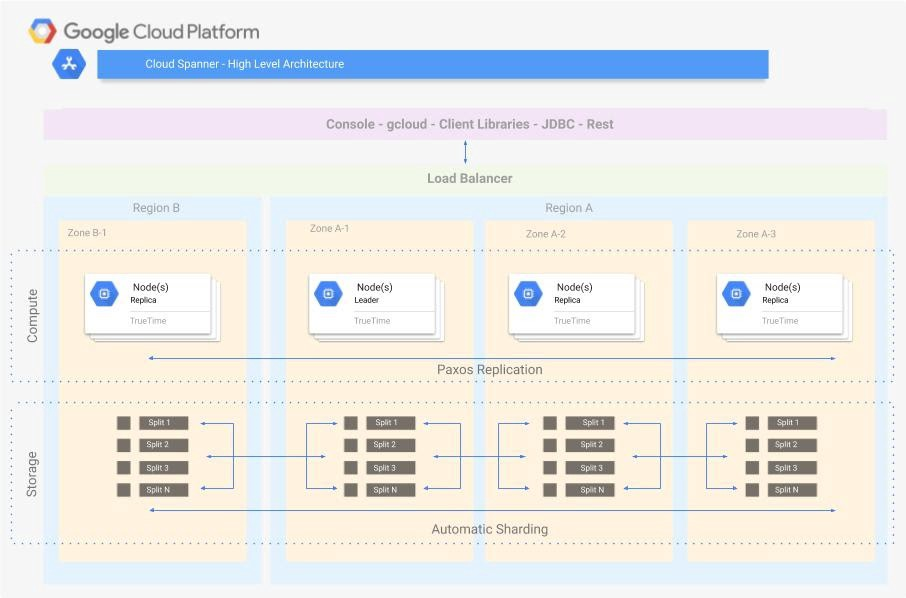 Google Cloud Platform
Cloud Spanner - High Level Architecture
Console - gcloud - Client Libraries - JDBC - Rest
Load Balancer
Region B
Region A
Zone B-1
Zone A-1
Zone A-2
Zone A-3
Compute
Node(s)
Replica
TrueTime
Node(s)
Leader
TrueTime
Node(s)
Replica
TrueTime
Node(s)
Replica
TrueTime
Paxos Replication
Storage
Split 1
Split 2
Split 3
Split N
Split 1
Split 2
Split 3
Split N
Split 1
Split 2
Split 3
Split N
Split 1
Split 2
Split 3
Split N
Automatic Sharding